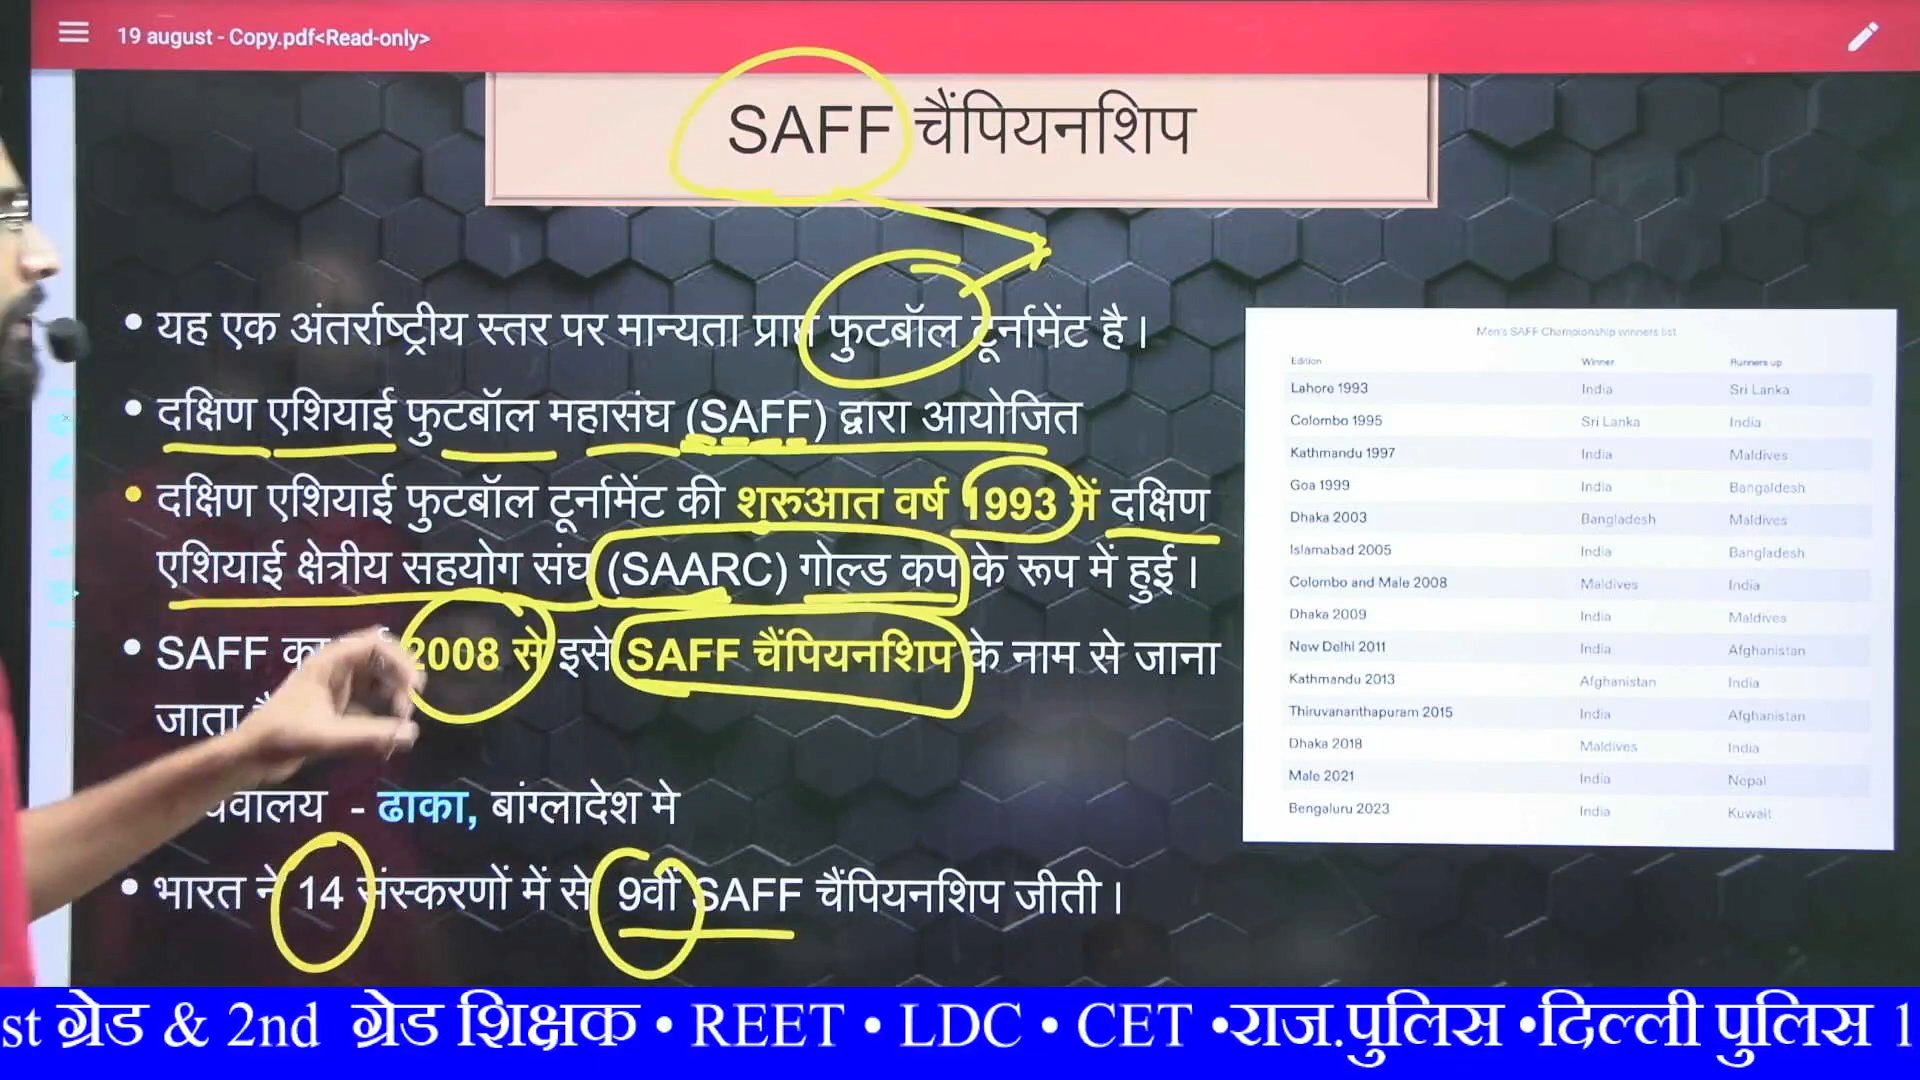 19 august - Copy.pdf<Read-only>
SAFF चैंपियनशिप
• यह एक अंतर्राष्ट्रीय स्तर पर मान्यता प्राप्त फुटबॉल टूर्नामेंट है।
• दक्षिण एशियाई फुटबॉल महासंघ (SAFF) द्वारा आयोजित
• दक्षिण एशियाई फुटबॉल टूर्नामेंट की शरुआत वर्ष 1993 में दक्षिण
एशियाई क्षेत्रीय सहयोग संघ (SAARC) गोल्ड कप के रूप में हुई।
• SAFF 2008 से इसे SAFF चैंपियनशिप के नाम से जाना
जाता
- ढाका, बांग्लादेश मे
• भारत ने 14 संस्करणों में से 9वीं SAFF चैंपियनशिप जीती।
Men's SAFF Championship winners list
Edition Winner Runners up
Lahore 1993 India Sri Lanka
Colombo 1995 Sri Lanka India
Kathmandu 1997 India Maldives
Goa 1999 India Bangaldesh
Dhaka 2003 Bangladesh Maldives
Islamabad 2005 India Bangladesh
Colombo and Male 2008 Maldives India
Dhaka 2009 India Maldives
New Delhi 2011 India Afghanistan
Kathmandu 2013 Afghanistan India
Thiruvananthapuram 2015 India Afghanistan
Dhaka 2018 Maldives India
Male 2021 India Nepal
Bengaluru 2023 India Kuwait
st ग्रेड & 2nd ग्रेड शिक्षक • REET • LDC • CET •राज.पुलिस •दिल्ली पुलिस 1